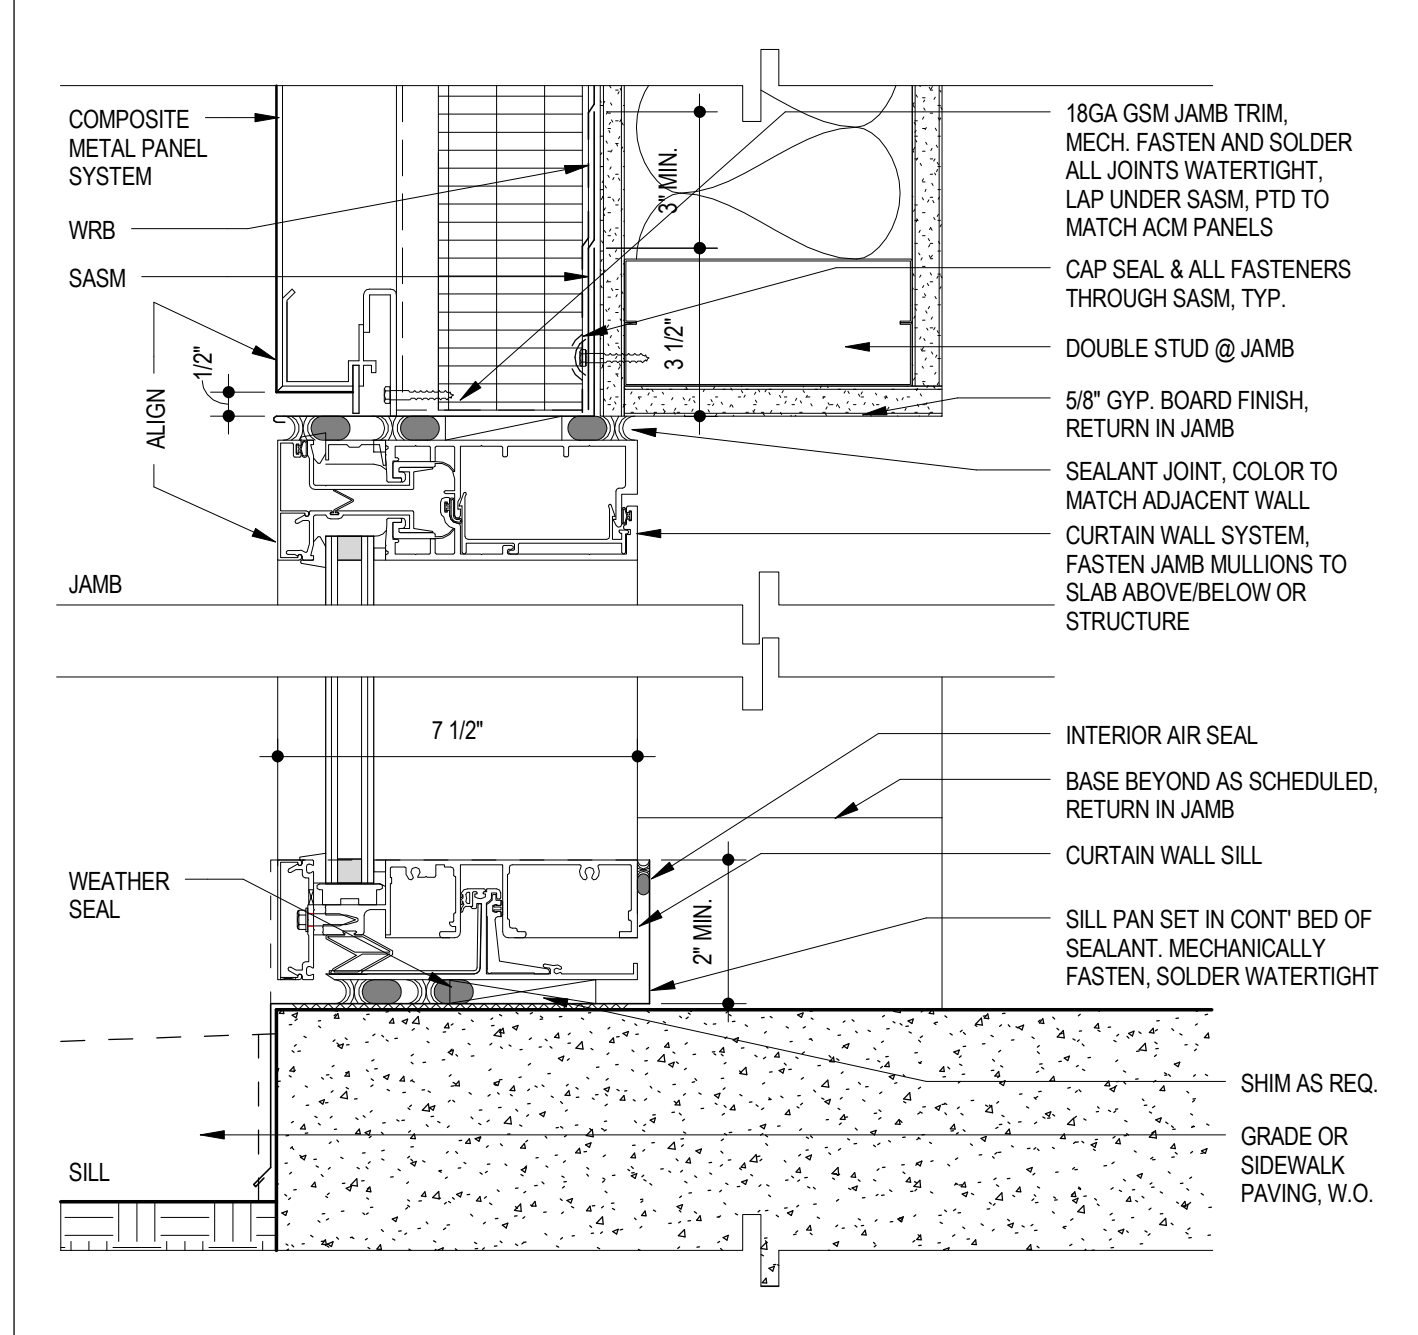 COMPOSITE
METAL PANEL
SYSTEM
WRB
SASM
ALIGN
1/2"
3" MIN.
3 1/2"
18GA GSM JAMB TRIM,
MECH. FASTEN AND SOLDER
ALL JOINTS WATERTIGHT,
LAP UNDER SASM, PTD TO
MATCH ACM PANELS
CAP SEAL & ALL FASTENERS
THROUGH SASM, TYP.
DOUBLE STUD @ JAMB
5/8" GYP. BOARD FINISH,
RETURN IN JAMB
SEALANT JOINT, COLOR TO
MATCH ADJACENT WALL
CURTAIN WALL SYSTEM,
FASTEN JAMB MULLIONS TO
SLAB ABOVE/BELOW OR
STRUCTURE
JAMB
7 1/2"
INTERIOR AIR SEAL
BASE BEYOND AS SCHEDULED,
RETURN IN JAMB
CURTAIN WALL SILL
WEATHER
SEAL
2" MIN.
SILL PAN SET IN CONT' BED OF
SEALANT. MECHANICALLY
FASTEN, SOLDER WATERTIGHT
SHIM AS REQ.
GRADE OR
SIDEWALK
PAVING, W.O.
SILL